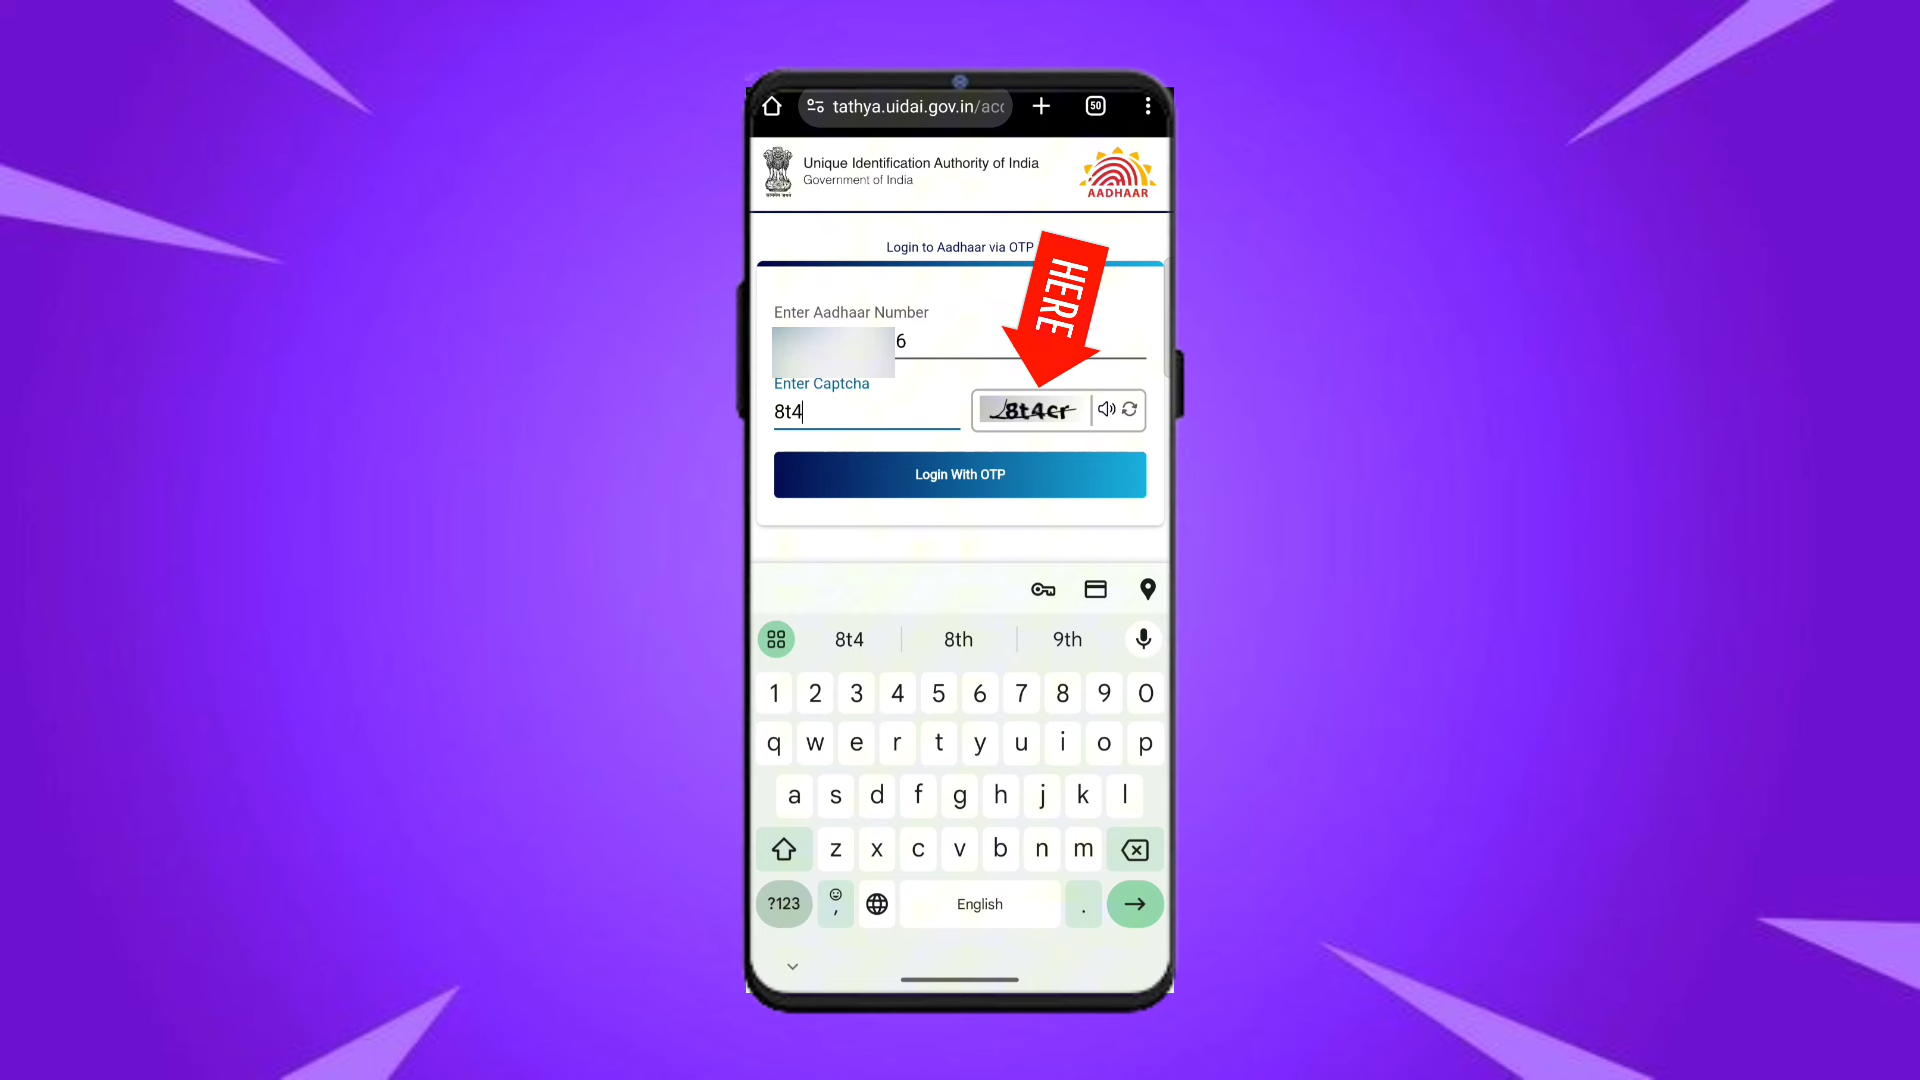 50
tathya.uidai.gov.in/acc
Unique Identification Authority of India
Government of India
AADHAAR
Login to Aadhaar via OTP
HERE
Enter Aadhaar Number
6
Enter Captcha
8t4
8t4cr
Login With OTP
8t4 8th 9th
1 2 3 4 5 6 7 8 9 0
q w e r t y u i o p
a s d f g h j k l
z x c v b n m
?123 , English .